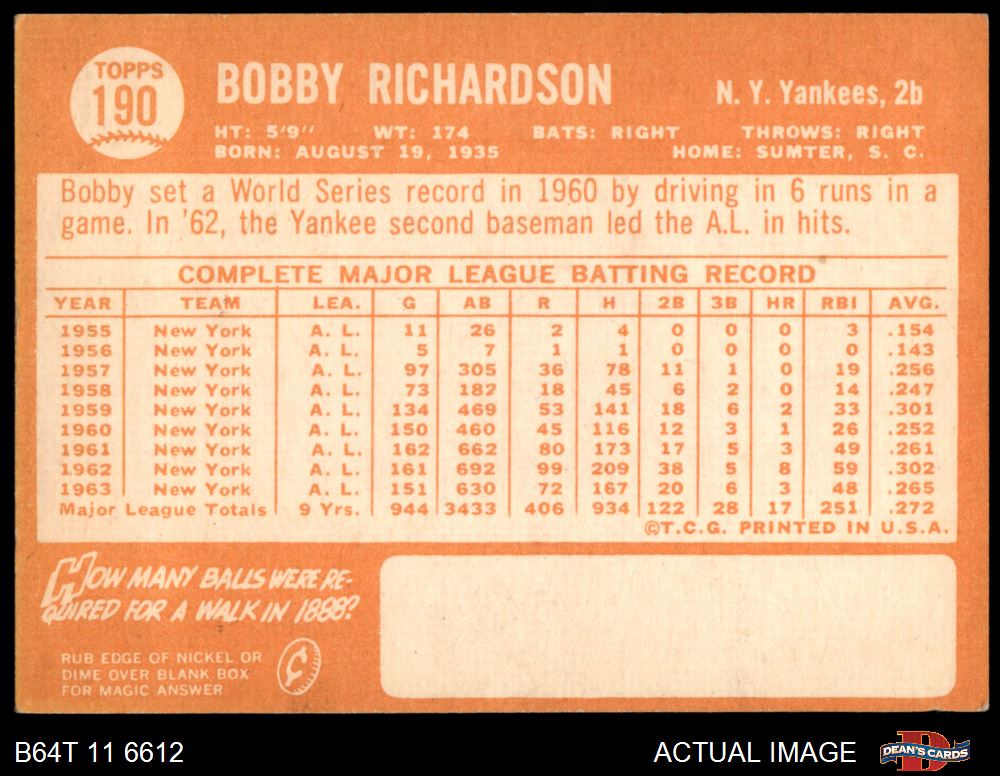 TOPPS
190
BOBBY RICHARDSON
N. Y. Yankees, 2b
HT: 5'9" WT: 174 BATS: RIGHT THROWS: RIGHT
BORN: AUGUST 19, 1935 HOME: SUMTER, S. C.
Bobby set a World Series record in 1960 by driving in 6 runs in a
game. In '62, the Yankee second baseman led the A.L. in hits.
COMPLETE MAJOR LEAGUE BATTING RECORD
YEAR TEAM LEA. G AB R H 2B 3B HR RBI AVG.
1955 New York A. L. 11 26 2 4 0 0 0 3 .154
1956 New York A. L. 5 7 1 1 0 0 0 0 .143
1957 New York A. L. 97 305 36 78 11 1 0 19 .256
1958 New York A. L. 73 182 18 45 6 2 0 14 .247
1959 New York A. L. 134 469 53 141 18 6 2 33 .301
1960 New York A. L. 150 460 45 116 12 3 1 26 .252
1961 New York A. L. 162 662 80 173 17 5 3 49 .261
1962 New York A. L. 161 692 99 209 38 5 8 59 .302
1963 New York A. L. 151 630 72 167 20 6 3 48 .265
Major League Totals 9 Yrs. 944 3433 406 934 122 28 17 251 .272
©T.C.G. PRINTED IN U.S.A.
HOW MANY BALLS WERE RE-
QUIRED FOR A WALK IN 1888?
RUB EDGE OF NICKEL OR
DIME OVER BLANK BOX
FOR MAGIC ANSWER
B64T 11 6612
ACTUAL IMAGE
DEAN'S CARDS